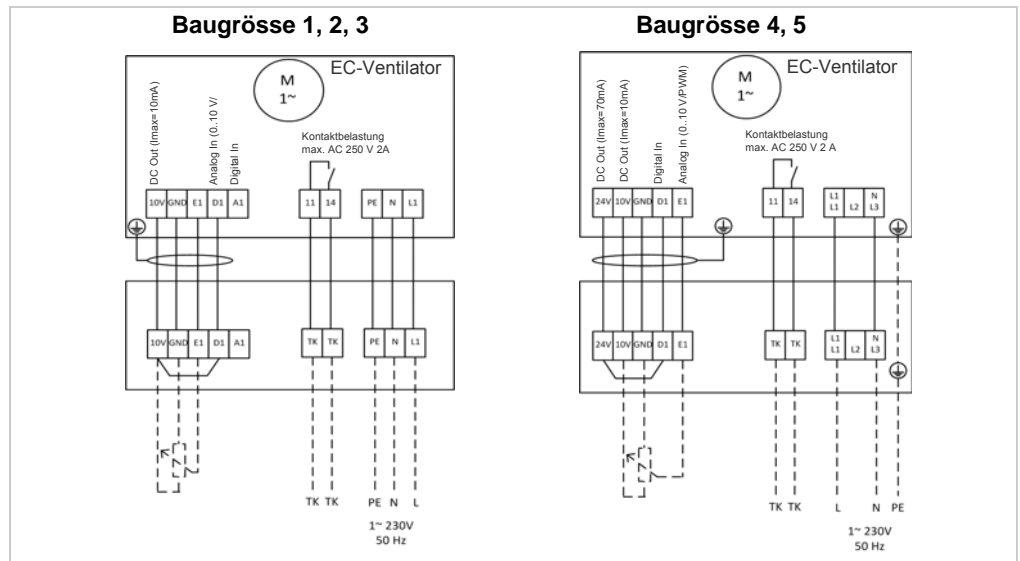 Baugrösse 1, 2, 3
EC-Ventilator
M
1~
DC Out (Imax=10mA)
Analog In (0..10 V/
Digital In
Kontaktbelastung
max. AC 250 V 2A
10V GND E1 D1 A1
11 14
PE N L1
10V GND E1 D1 A1
TK TK
PE N L1
TK TK
PE N L
1~ 230V
50 Hz
Baugrösse 4, 5
EC-Ventilator
M
1~
DC Out (Imax=70mA)
DC Out (Imax=10mA)
Digital In
Analog In (0..10 V/PWM)
Kontaktbelastung
max. AC 250 V 2 A
24V 10V GND D1 E1
11 14
L1 N
L1 L2 L3
24V 10V GND D1 E1
TK TK
L1 N
L1 L2 L3
TK TK
L N PE
1~ 230V
50 Hz